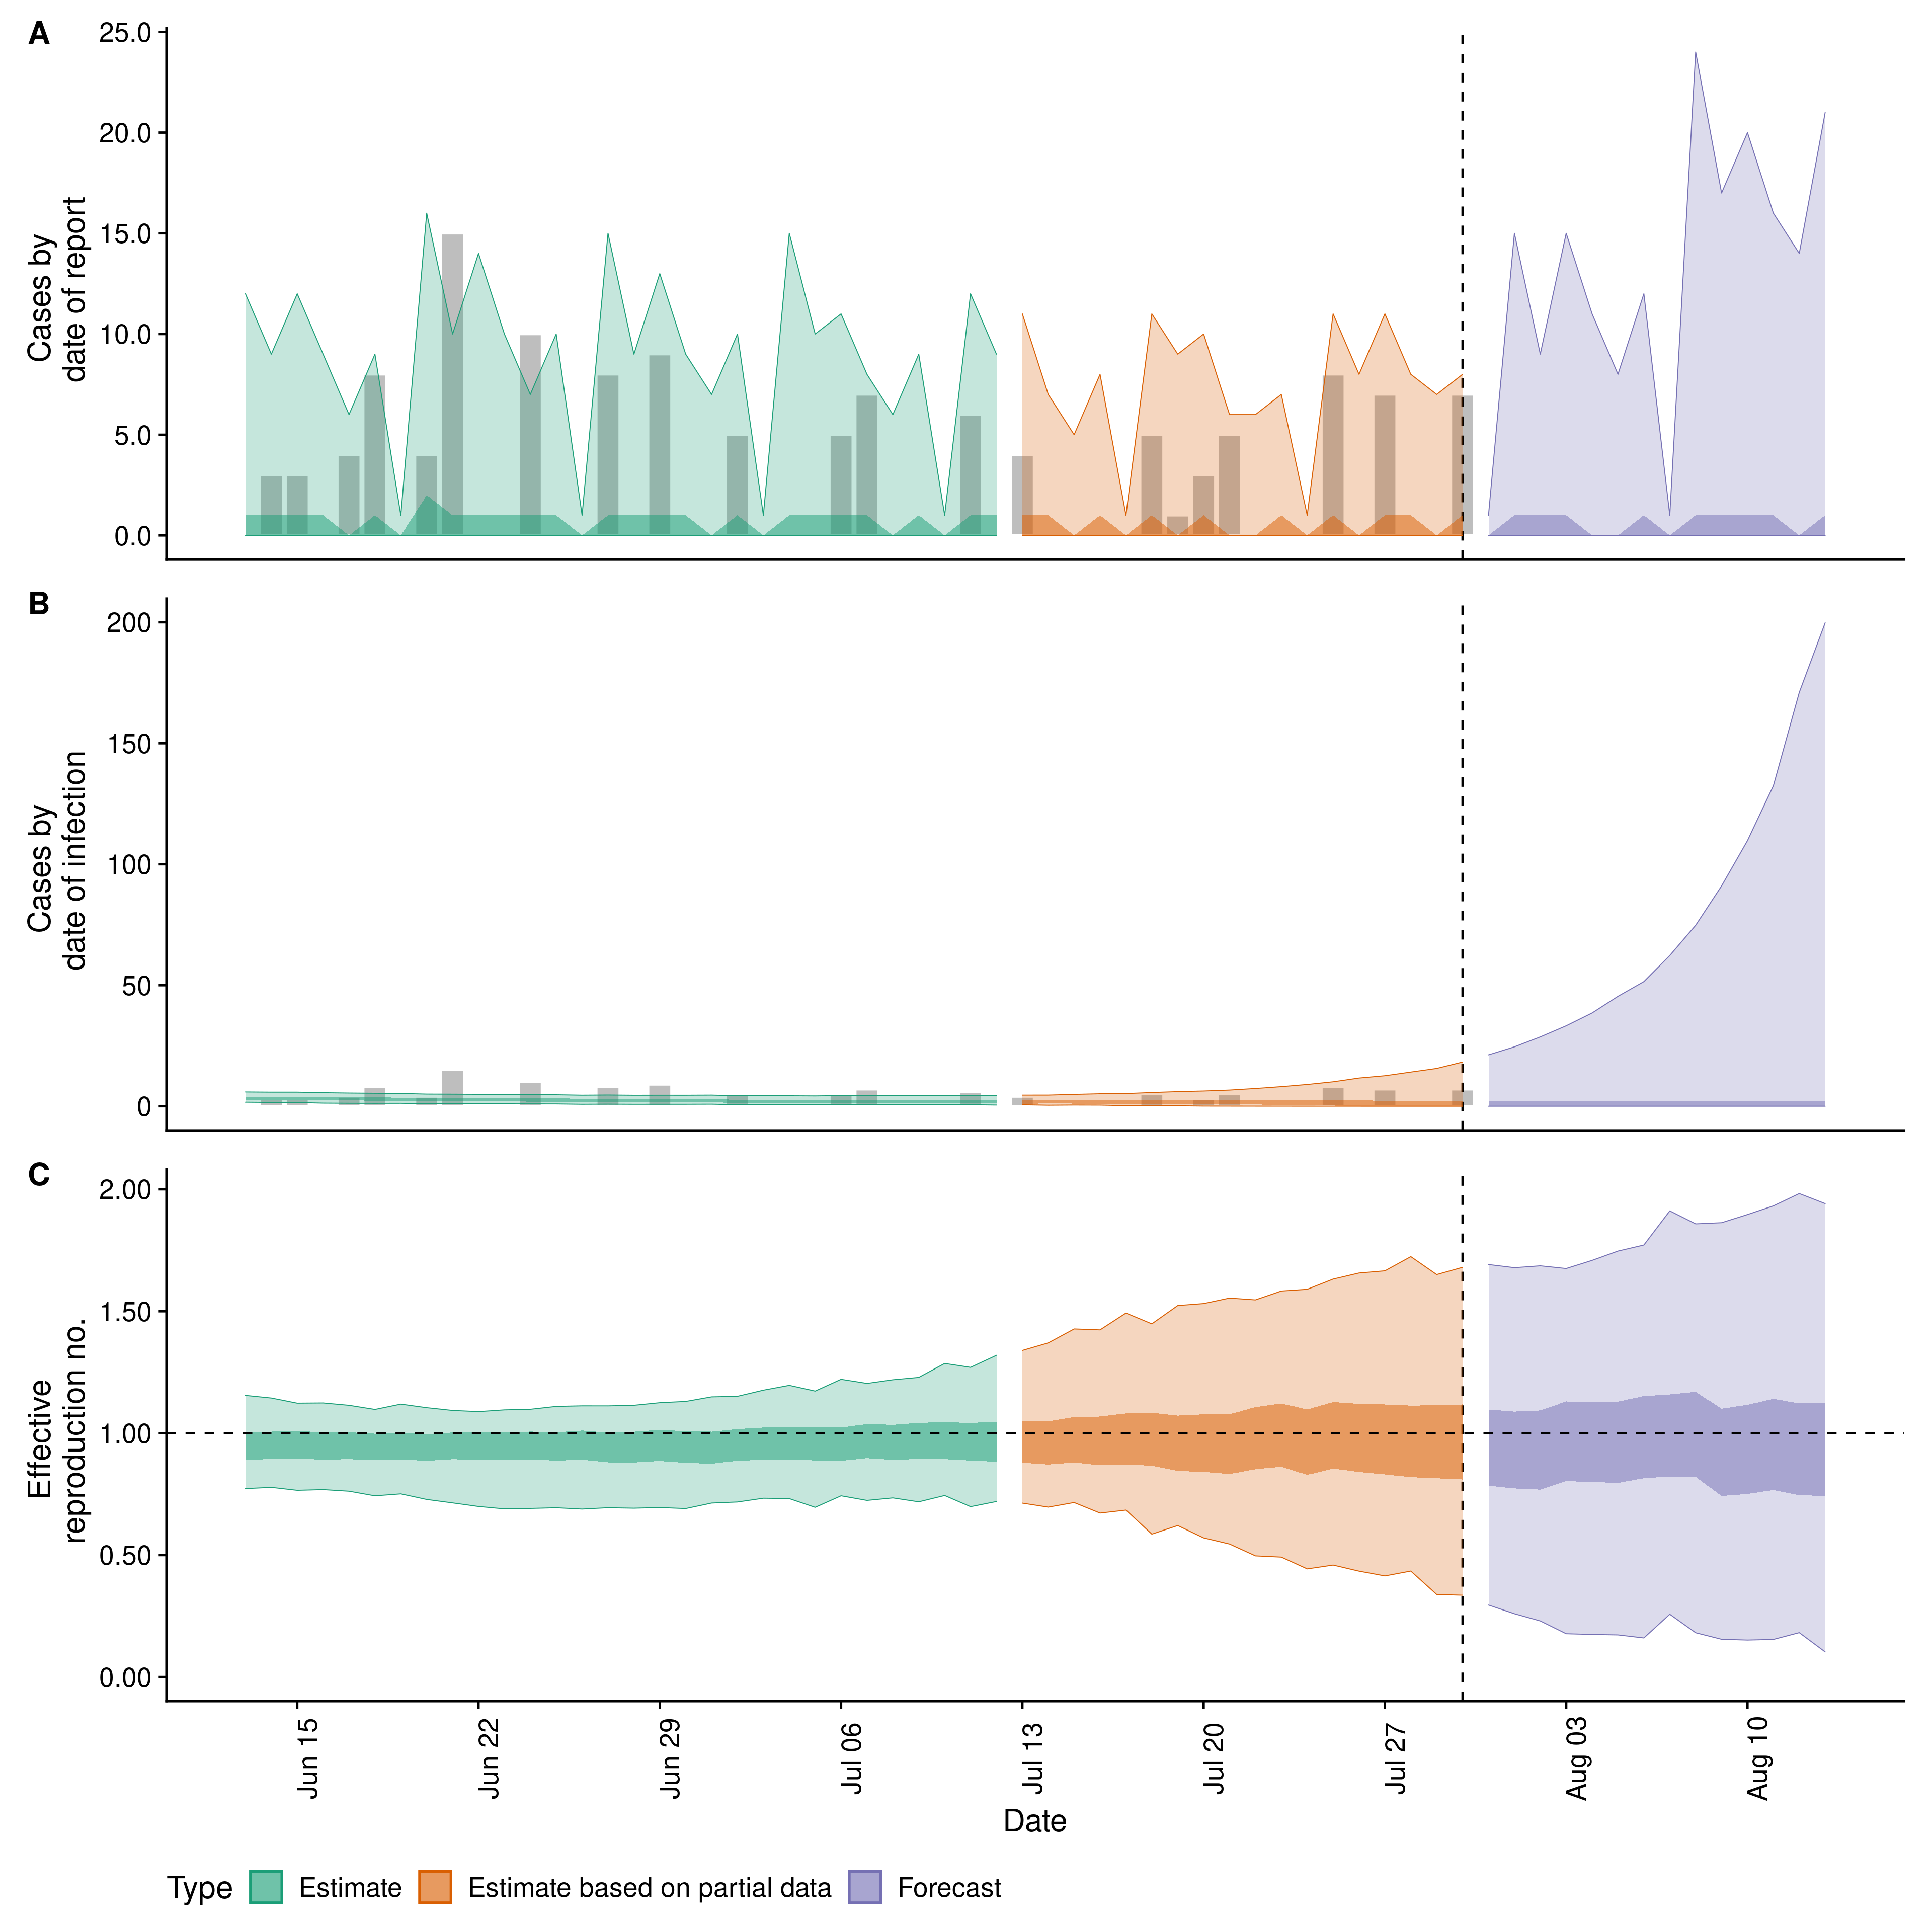 A
Cases by
date of report
25.0
20.0
15.0
10.0
5.0
0.0
B
Cases by
date of infection
200
150
100
50
0
C
Effective
reproduction no.
2.00
1.50
1.00
0.50
0.00
Jun 15
Jun 22
Jun 29
Jul 06
Jul 13
Jul 20
Jul 27
Aug 03
Aug 10
Date
Type Estimate Estimate based on partial data Forecast